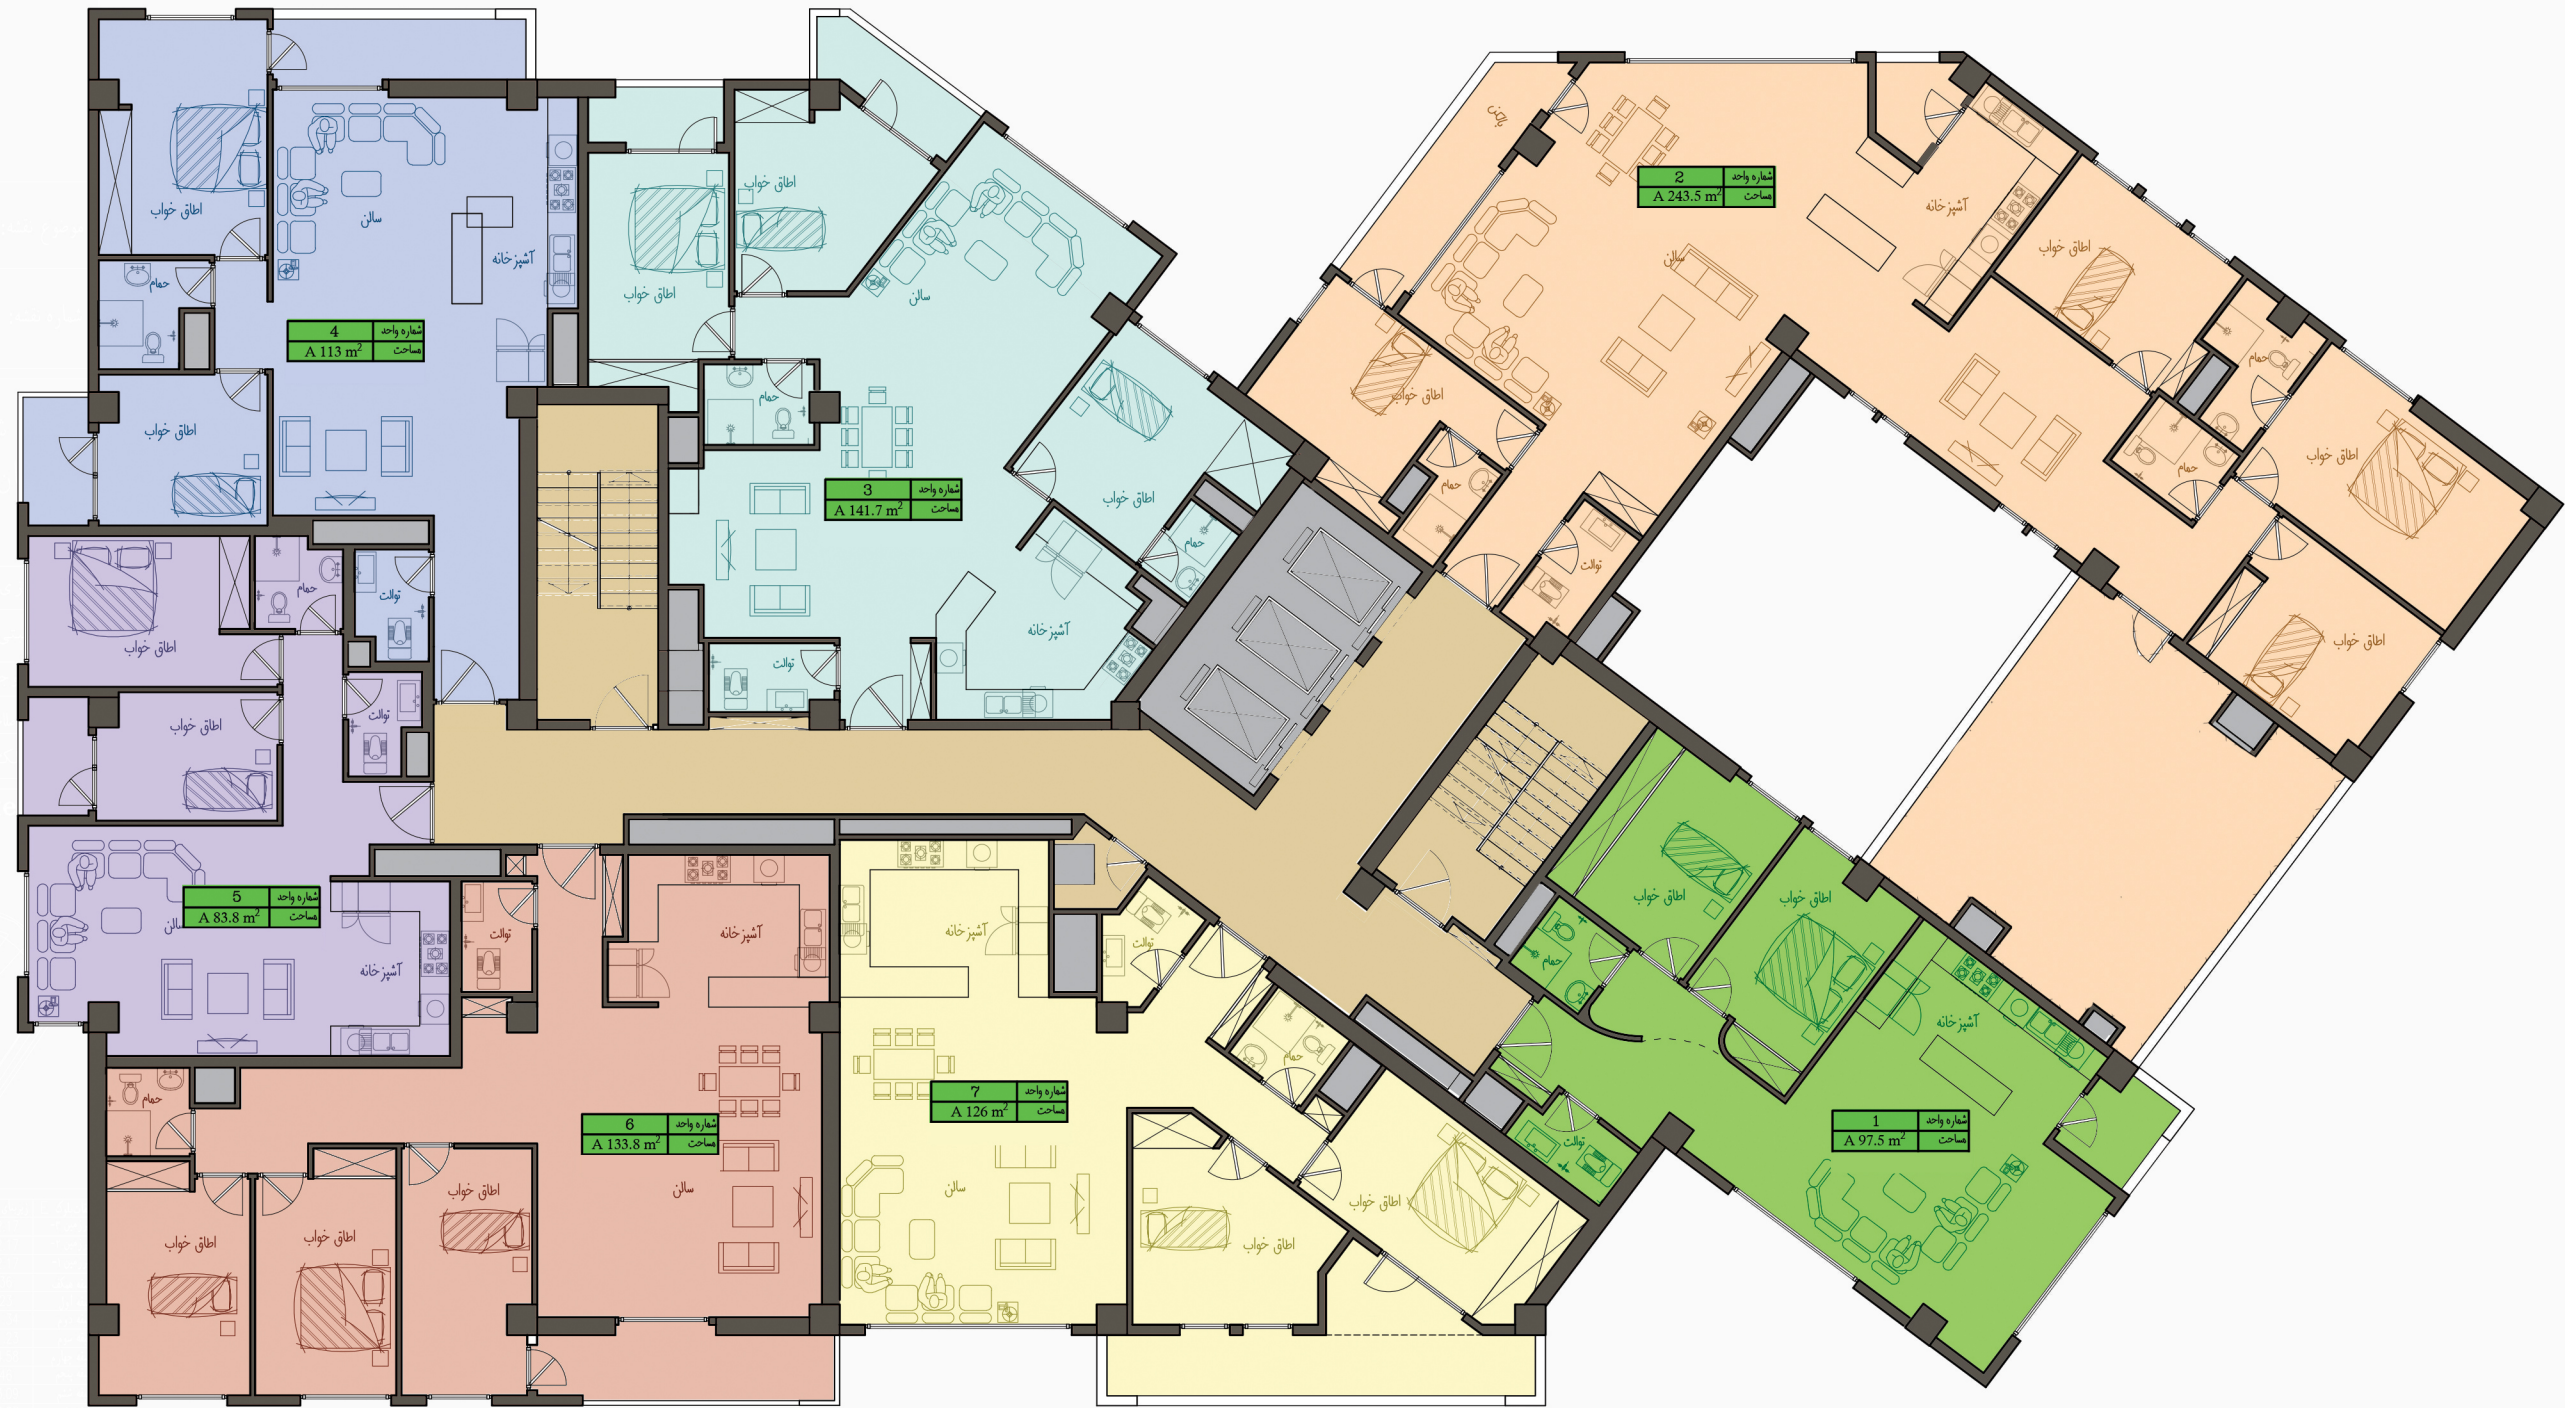 اطاق خواب
سالن
آشپزخانه
حمام
4 شماره واحد
A 113 m² مساحت
اطاق خواب
توالت
اطاق خواب
اطاق خواب
سالن
اطاق خواب
حمام
3 شماره واحد
A 141.7 m² مساحت
حمام
آشپزخانه
توالت
بالکن
2 شماره واحد
A 243.5 m² مساحت
آشپزخانه
سالن
اطاق خواب
حمام
اطاق خواب
اطاق خواب
حمام
حمام
توالت
اطاق خواب
حمام
اطاق خواب
توالت
اطاق خواب
5 شماره واحد
A 83.8 m² مساحت
سالن
آشپزخانه
توالت
آشپزخانه
حمام
6 شماره واحد
A 133.8 m² مساحت
سالن
اطاق خواب
اطاق خواب
اطاق خواب
آشپزخانه
توالت
حمام
7 شماره واحد
A 126 m² مساحت
سالن
اطاق خواب
اطاق خواب
اطاق خواب
اطاق خواب
حمام
آشپزخانه
توالت
1 شماره واحد
A 97.5 m² مساحت